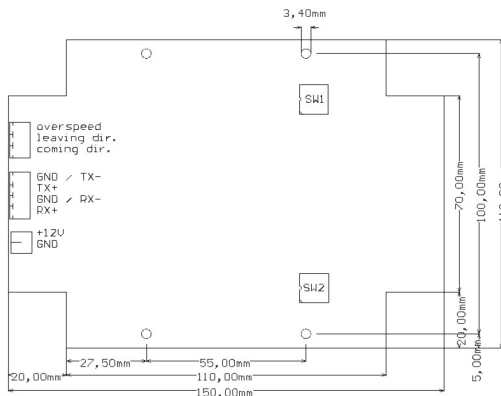 3,40mm
SW1
overspeed
leaving dir.
coming dir.
GND / TX-
TX+
GND / RX-
RX+
+12V
GND
SW2
70,00mm
100,00mm
20,00mm
5,00mm
27,50mm
55,00mm
20,00mm
110,00mm
150,00mm